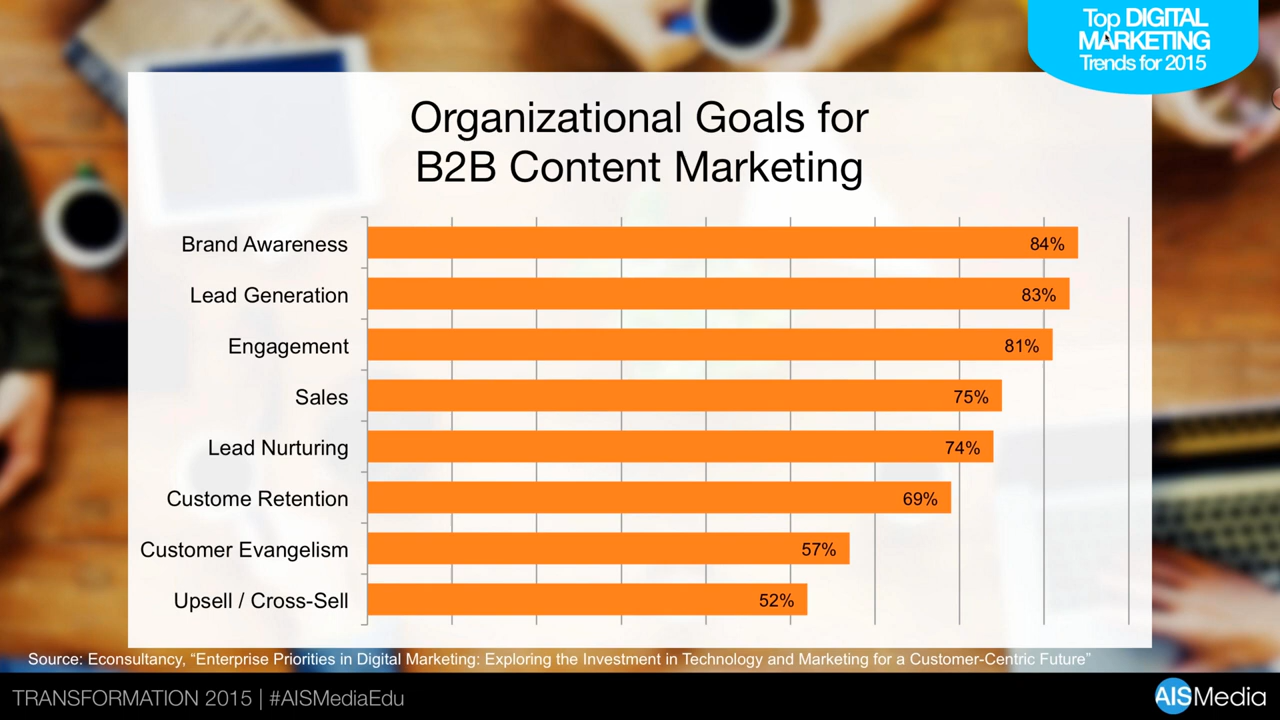 Top DIGITAL
MARKETING
Trends for 2015
Organizational Goals for
B2B Content Marketing
Brand Awareness 84%
Lead Generation 83%
Engagement 81%
Sales 75%
Lead Nurturing 74%
Custome Retention 69%
Customer Evangelism 57%
Upsell / Cross-Sell 52%
Source: Econsultancy, “Enterprise Priorities in Digital Marketing: Exploring the Investment in Technology and Marketing for a Customer-Centric Future”
TRANSFORMATION 2015 | #AISMediaEdu
AISMedia